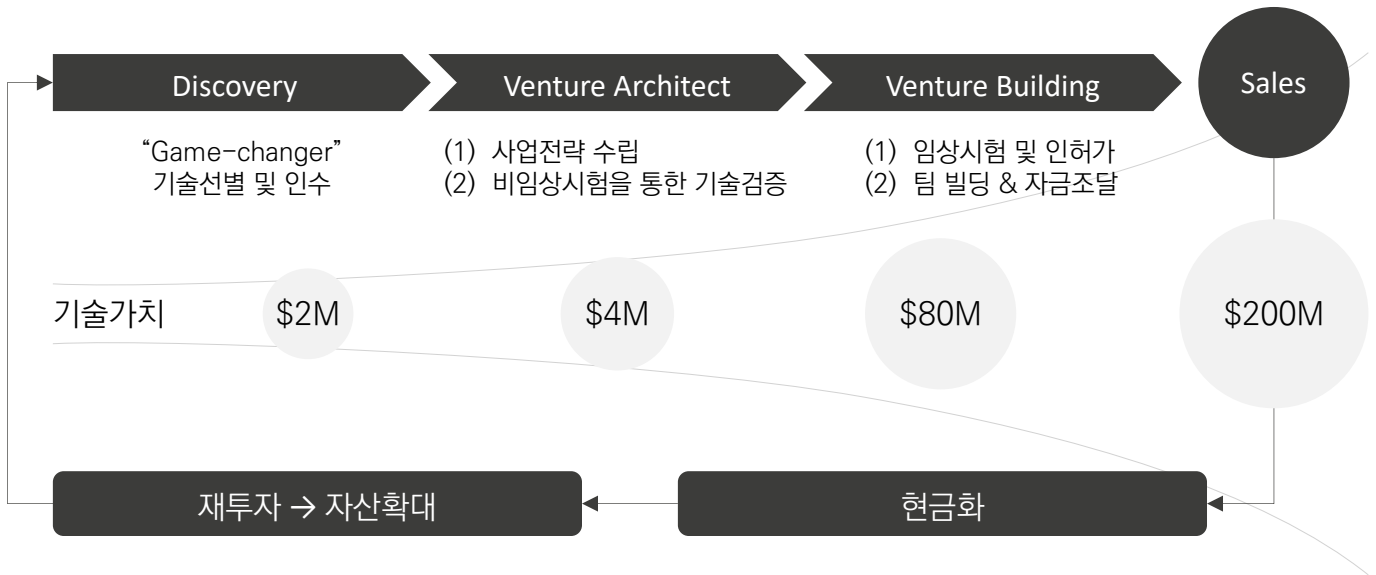 Discovery
Venture Architect
Venture Building
Sales
“Game-changer”
기술선별 및 인수
(1) 사업전략 수립
(2) 비임상시험을 통한 기술검증
(1) 임상시험 및 인허가
(2) 팀 빌딩 & 자금조달
기술가치
$2M
$4M
$80M
$200M
재투자 → 자산확대
현금화